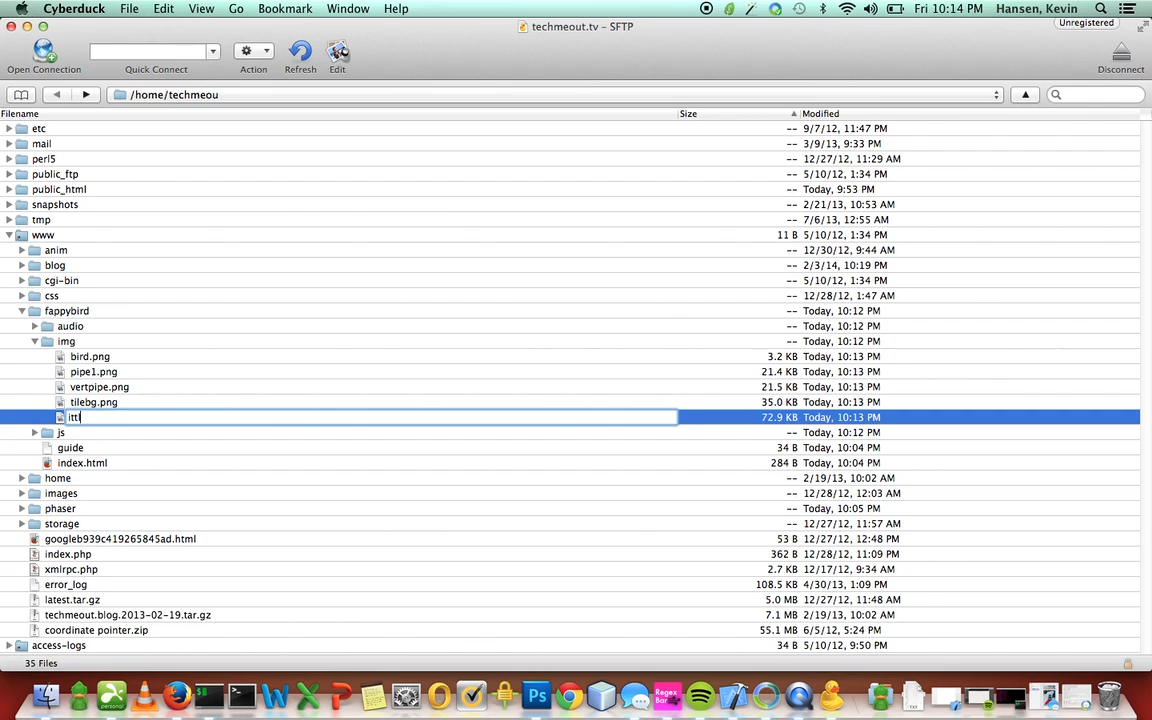 Cyberduck File Edit View Go Bookmark Window Help Fri 10:14 PM Hansen, Kevin
techmeout.tv – SFTP Unregistered
Open Connection Quick Connect Action Refresh Edit Disconnect
/home/techmeou
Filename Size Modified
etc -- 9/7/12, 11:47 PM
mail -- 3/9/13, 9:33 PM
perl5 -- 12/27/12, 11:29 AM
public_ftp -- 5/10/12, 1:34 PM
public_html -- Today, 9:53 PM
snapshots -- 2/21/13, 10:53 AM
tmp -- 7/6/13, 12:55 AM
www 11 B 5/10/12, 1:34 PM
anim -- 12/30/12, 9:44 AM
blog -- 2/3/14, 10:19 PM
cgi-bin -- 5/10/12, 1:34 PM
css -- 12/28/12, 1:47 AM
fappybird -- Today, 10:12 PM
audio -- Today, 10:12 PM
img -- Today, 10:12 PM
bird.png 3.2 KB Today, 10:13 PM
pipe1.png 21.4 KB Today, 10:13 PM
vertpipe.png 21.5 KB Today, 10:13 PM
tilebg.png 35.0 KB Today, 10:13 PM
ittl 72.9 KB Today, 10:13 PM
js -- Today, 10:12 PM
guide 34 B Today, 10:04 PM
index.html 284 B Today, 10:04 PM
home -- 2/19/13, 10:02 AM
images -- 12/28/12, 12:03 AM
phaser -- Today, 10:05 PM
storage -- 12/27/12, 11:57 AM
googleb939c419265845ad.html 53 B 12/27/12, 12:48 PM
index.php 362 B 12/28/12, 11:09 PM
xmlrpc.php 2.7 KB 12/17/12, 9:34 AM
error_log 108.5 KB 4/30/13, 1:09 PM
latest.tar.gz 5.0 MB 12/27/12, 11:48 AM
techmeout.blog.2013-02-19.tar.gz 7.1 MB 2/19/13, 10:02 AM
coordinate pointer.zip 55.1 MB 6/5/12, 5:24 PM
access-logs 34 B 5/10/12, 9:50 PM
35 Files
personal Ps Regex Bar